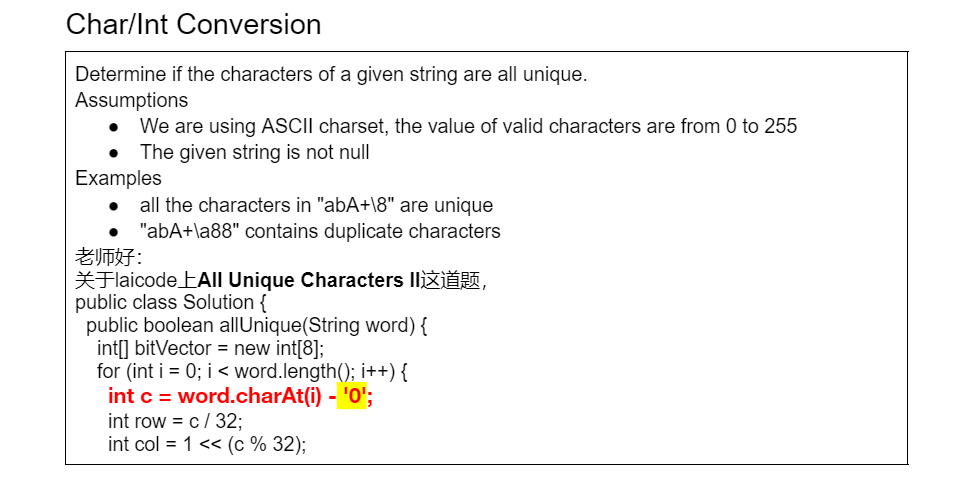 Char/Int Conversion
Determine if the characters of a given string are all unique.
Assumptions
● We are using ASCII charset, the value of valid characters are from 0 to 255
● The given string is not null
Examples
● all the characters in "abA+\8" are unique
● "abA+\a88" contains duplicate characters
老师好：
关于laicode上All Unique Characters II这道题，
public class Solution {
public boolean allUnique(String word) {
int[] bitVector = new int[8];
for (int i = 0; i < word.length(); i++) {
int c = word.charAt(i) - '0';
int row = c / 32;
int col = 1 << (c % 32);